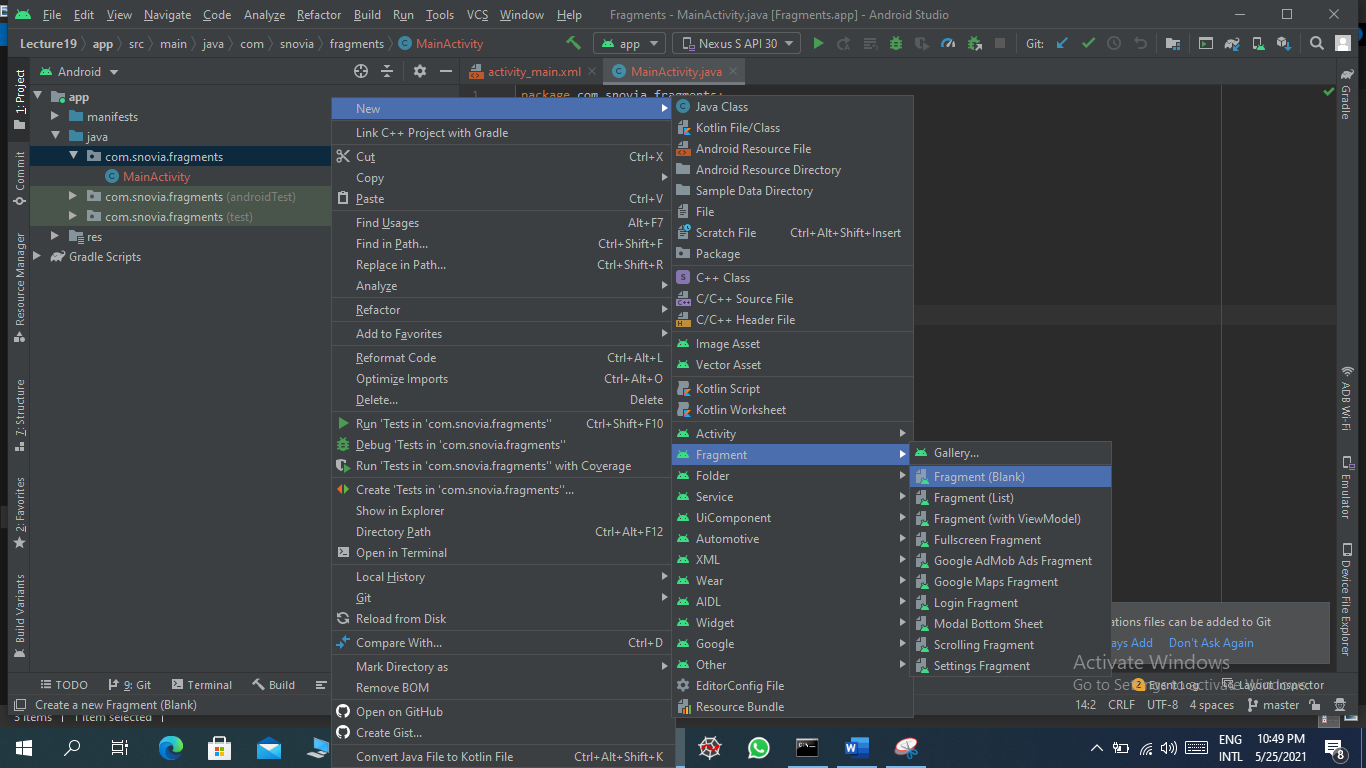 File Edit View Navigate Code Analyze Refactor Build Run Tools VCS Window Help Fragments - MainActivity.java [Fragments.app] - Android Studio
Lecture19 app src main java com snovia fragments MainActivity app Nexus S API 30 Git:
Android activity_main.xml MainActivity.java
1: Project
Commit
Resource Manager
7: Structure
2: Favorites
Build Variants
app
manifests
java
com.snovia.fragments
MainActivity
com.snovia.fragments (androidTest)
com.snovia.fragments (test)
res
Gradle Scripts
1 package com.snovia.fragments;
New
Link C++ Project with Gradle
Cut Ctrl+X
Copy
Paste Ctrl+V
Find Usages Alt+F7
Find in Path... Ctrl+Shift+F
Replace in Path... Ctrl+Shift+R
Analyze
Refactor
Add to Favorites
Reformat Code Ctrl+Alt+L
Optimize Imports Ctrl+Alt+O
Delete... Delete
Run 'Tests in 'com.snovia.fragments'' Ctrl+Shift+F10
Debug 'Tests in 'com.snovia.fragments''
Run 'Tests in 'com.snovia.fragments'' with Coverage
Create 'Tests in 'com.snovia.fragments''...
Show in Explorer
Directory Path Ctrl+Alt+F12
Open in Terminal
Local History
Git
Reload from Disk
Compare With... Ctrl+D
Mark Directory as
Remove BOM
Open on GitHub
Create Gist...
Convert Java File to Kotlin File Ctrl+Alt+Shift+K
Java Class
Kotlin File/Class
Android Resource File
Android Resource Directory
Sample Data Directory
File
Scratch File Ctrl+Alt+Shift+Insert
Package
C++ Class
C/C++ Source File
C/C++ Header File
Image Asset
Vector Asset
Kotlin Script
Kotlin Worksheet
Activity
Fragment
Folder
Service
UiComponent
Automotive
XML
Wear
AIDL
Widget
Google
Other
EditorConfig File
Resource Bundle
Gallery...
Fragment (Blank)
Fragment (List)
Fragment (with ViewModel)
Fullscreen Fragment
Google AdMob Ads Fragment
Google Maps Fragment
Login Fragment
Modal Bottom Sheet
Scrolling Fragment
Settings Fragment
Gradle
ADB Wi-Fi
Emulator
Device File Explorer
ations files can be added to Git
ays Add Don't Ask Again
Activate Windows
Go to Settings to activate Windows.
TODO 9: Git Terminal Build 2 Event Log Layout Inspector
Create a new Fragment (Blank) 14:2 CRLF UTF-8 4 spaces master
3 items 1 item selected
ENG 10:49 PM
INTL 5/25/2021 8